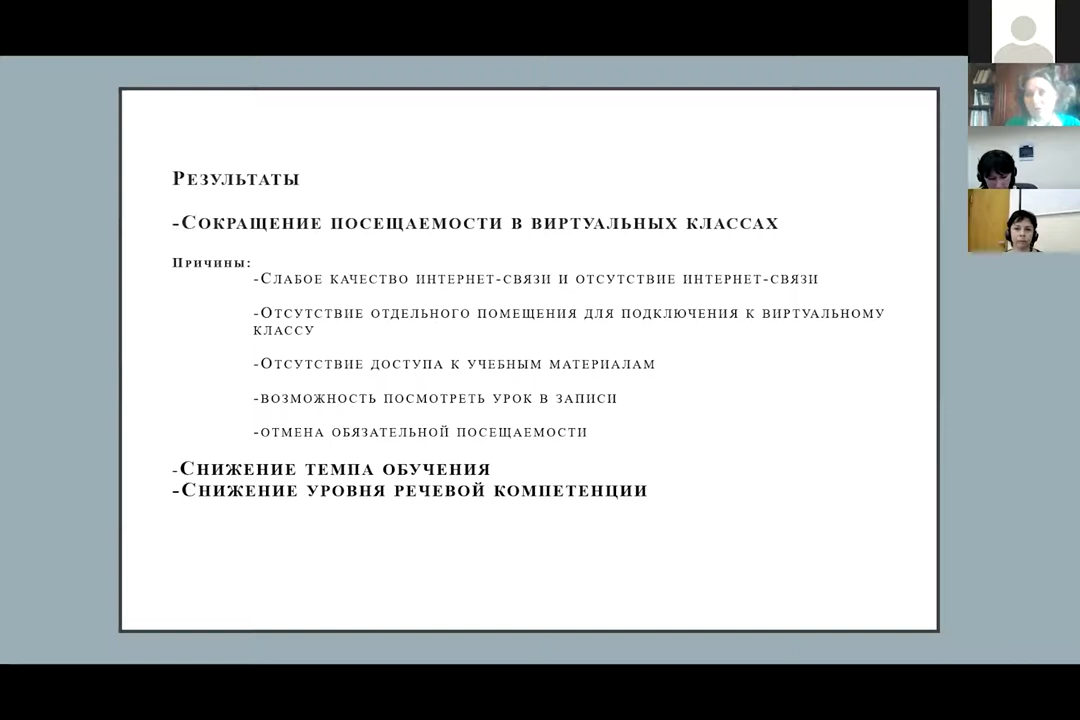 Результаты
-Сокращение посещаемости в виртуальных классах
Причины:
-Слабое качество интернет-связи и отсутствие интернет-связи
-Отсутствие отдельного помещения для подключения к виртуальному
классу
-Отсутствие доступа к учебным материалам
-возможность посмотреть урок в записи
-отмена обязательной посещаемости
-Снижение темпа обучения
-Снижение уровня речевой компетенции